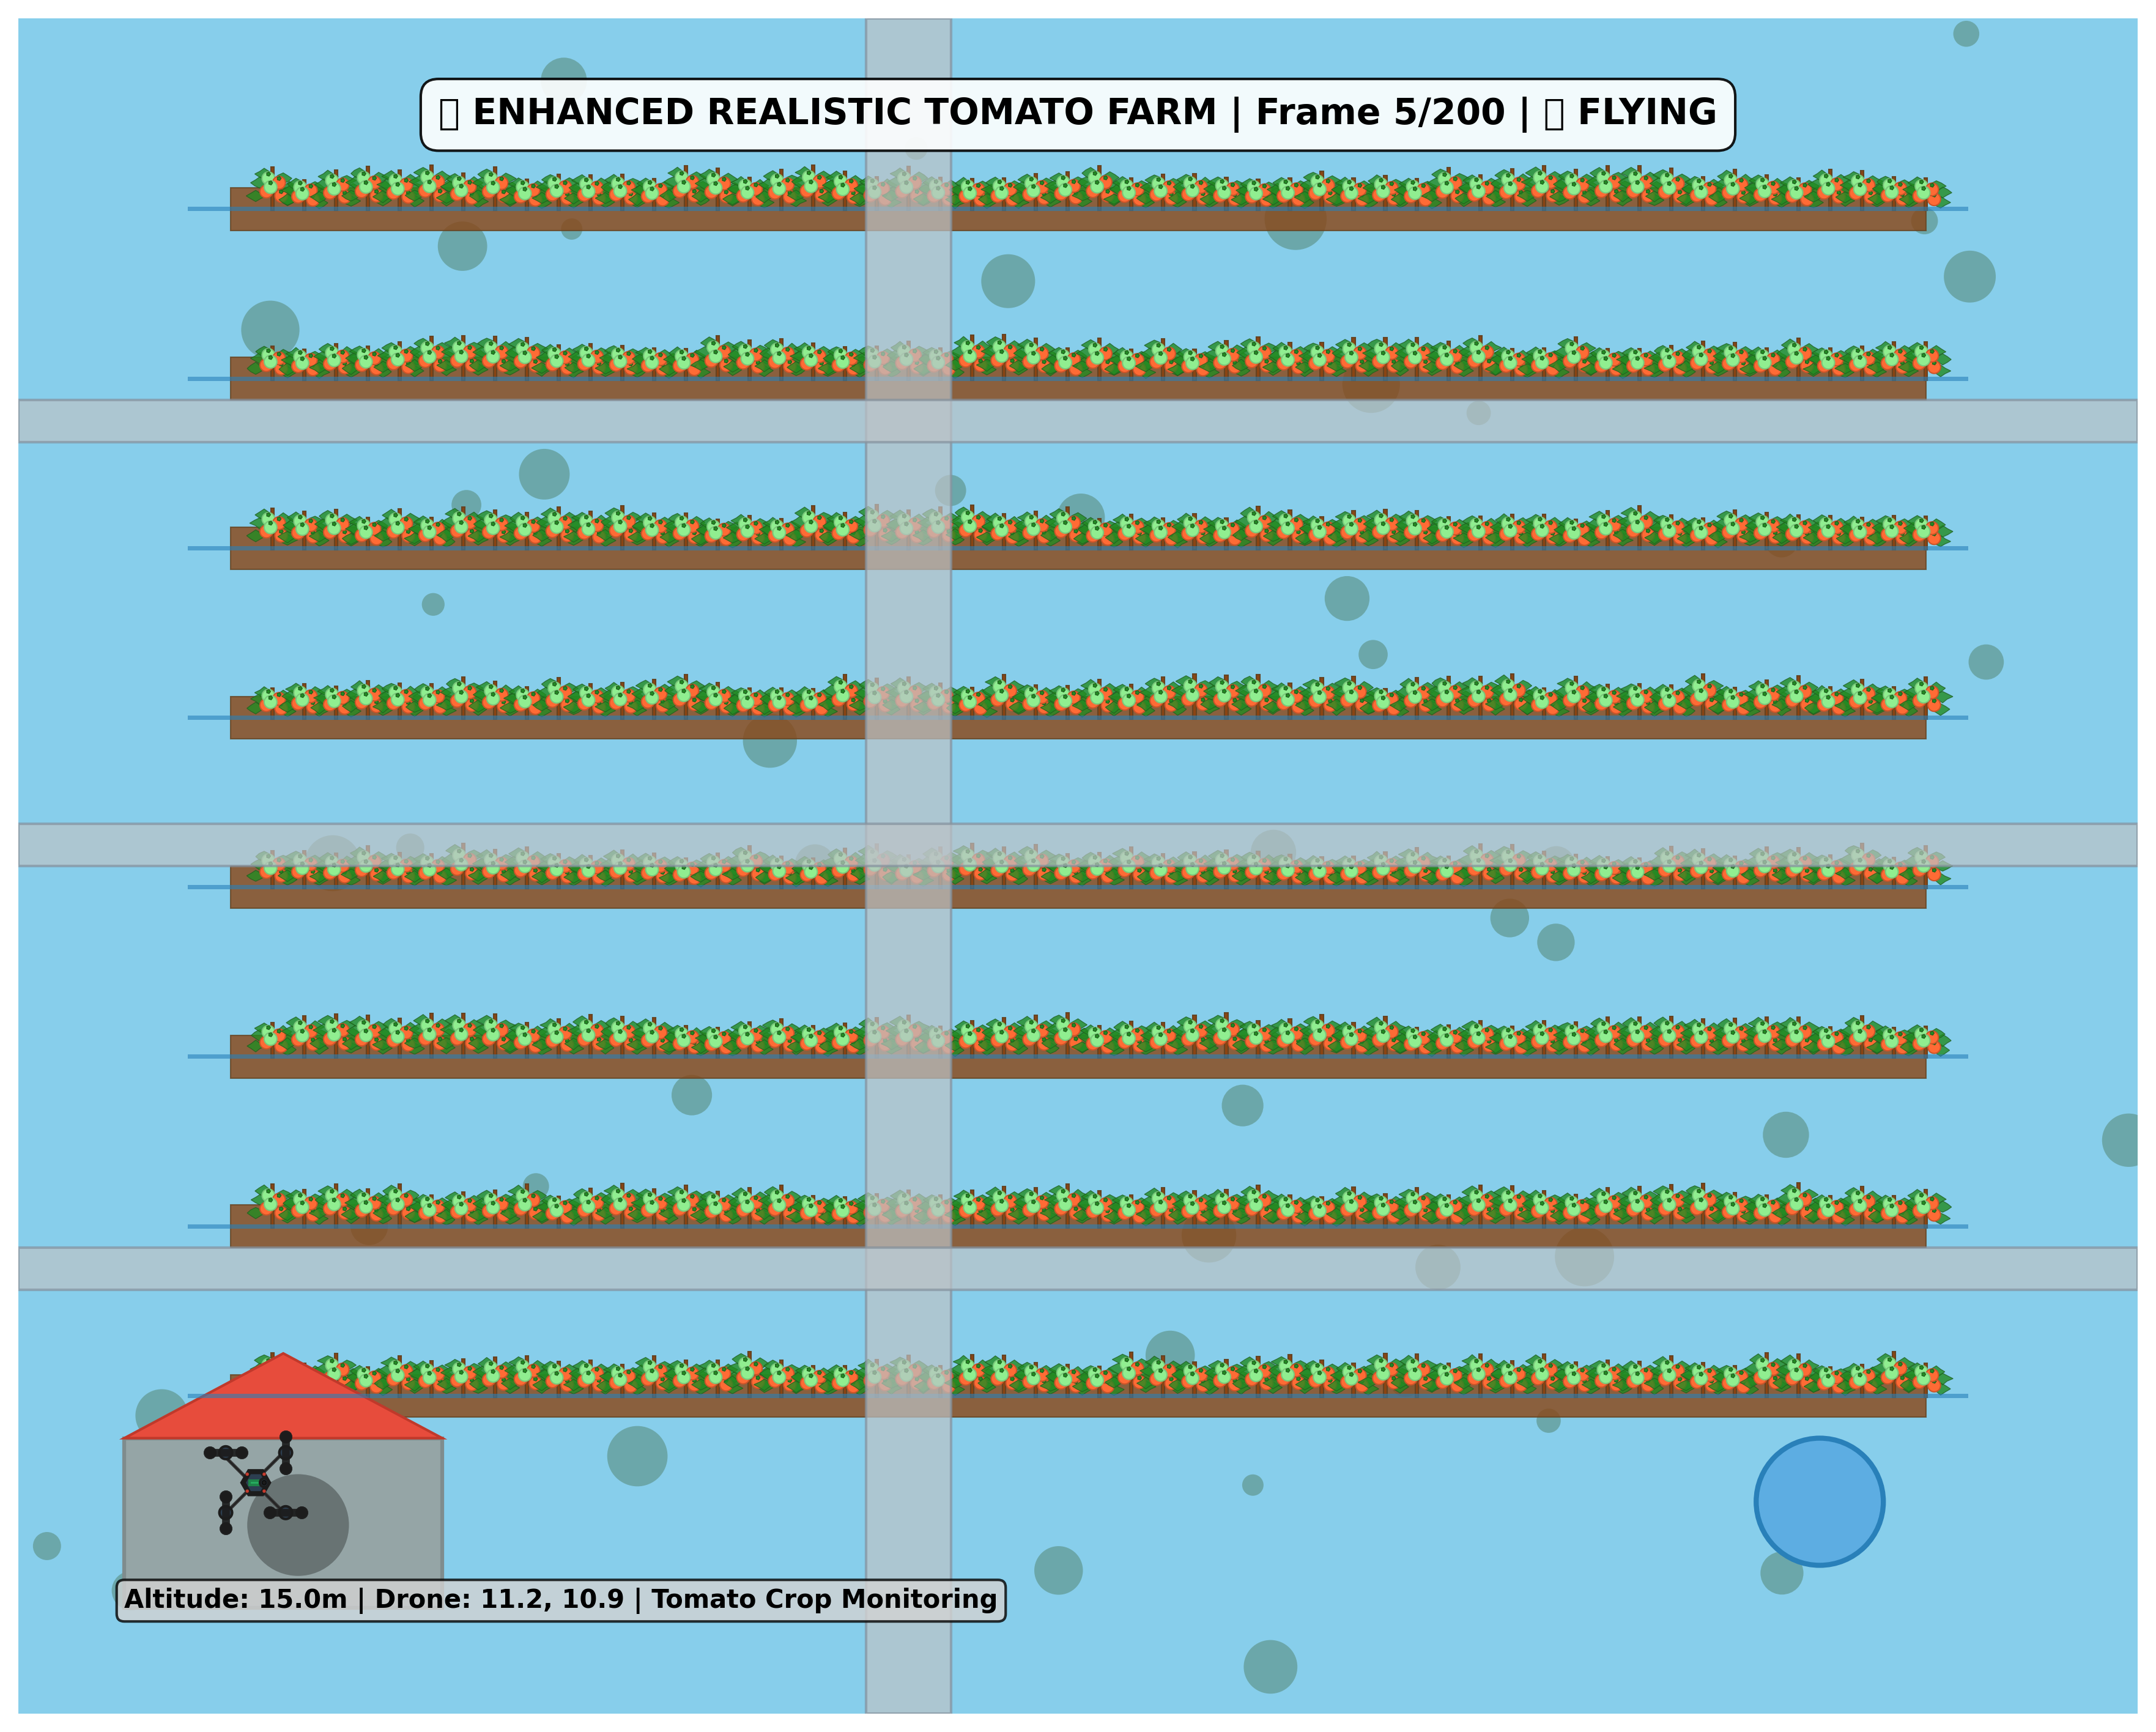 ▯ ENHANCED REALISTIC TOMATO FARM | Frame 5/200 | ▯ FLYING
Altitude: 15.0m | Drone: 11.2, 10.9 | Tomato Crop Monitoring